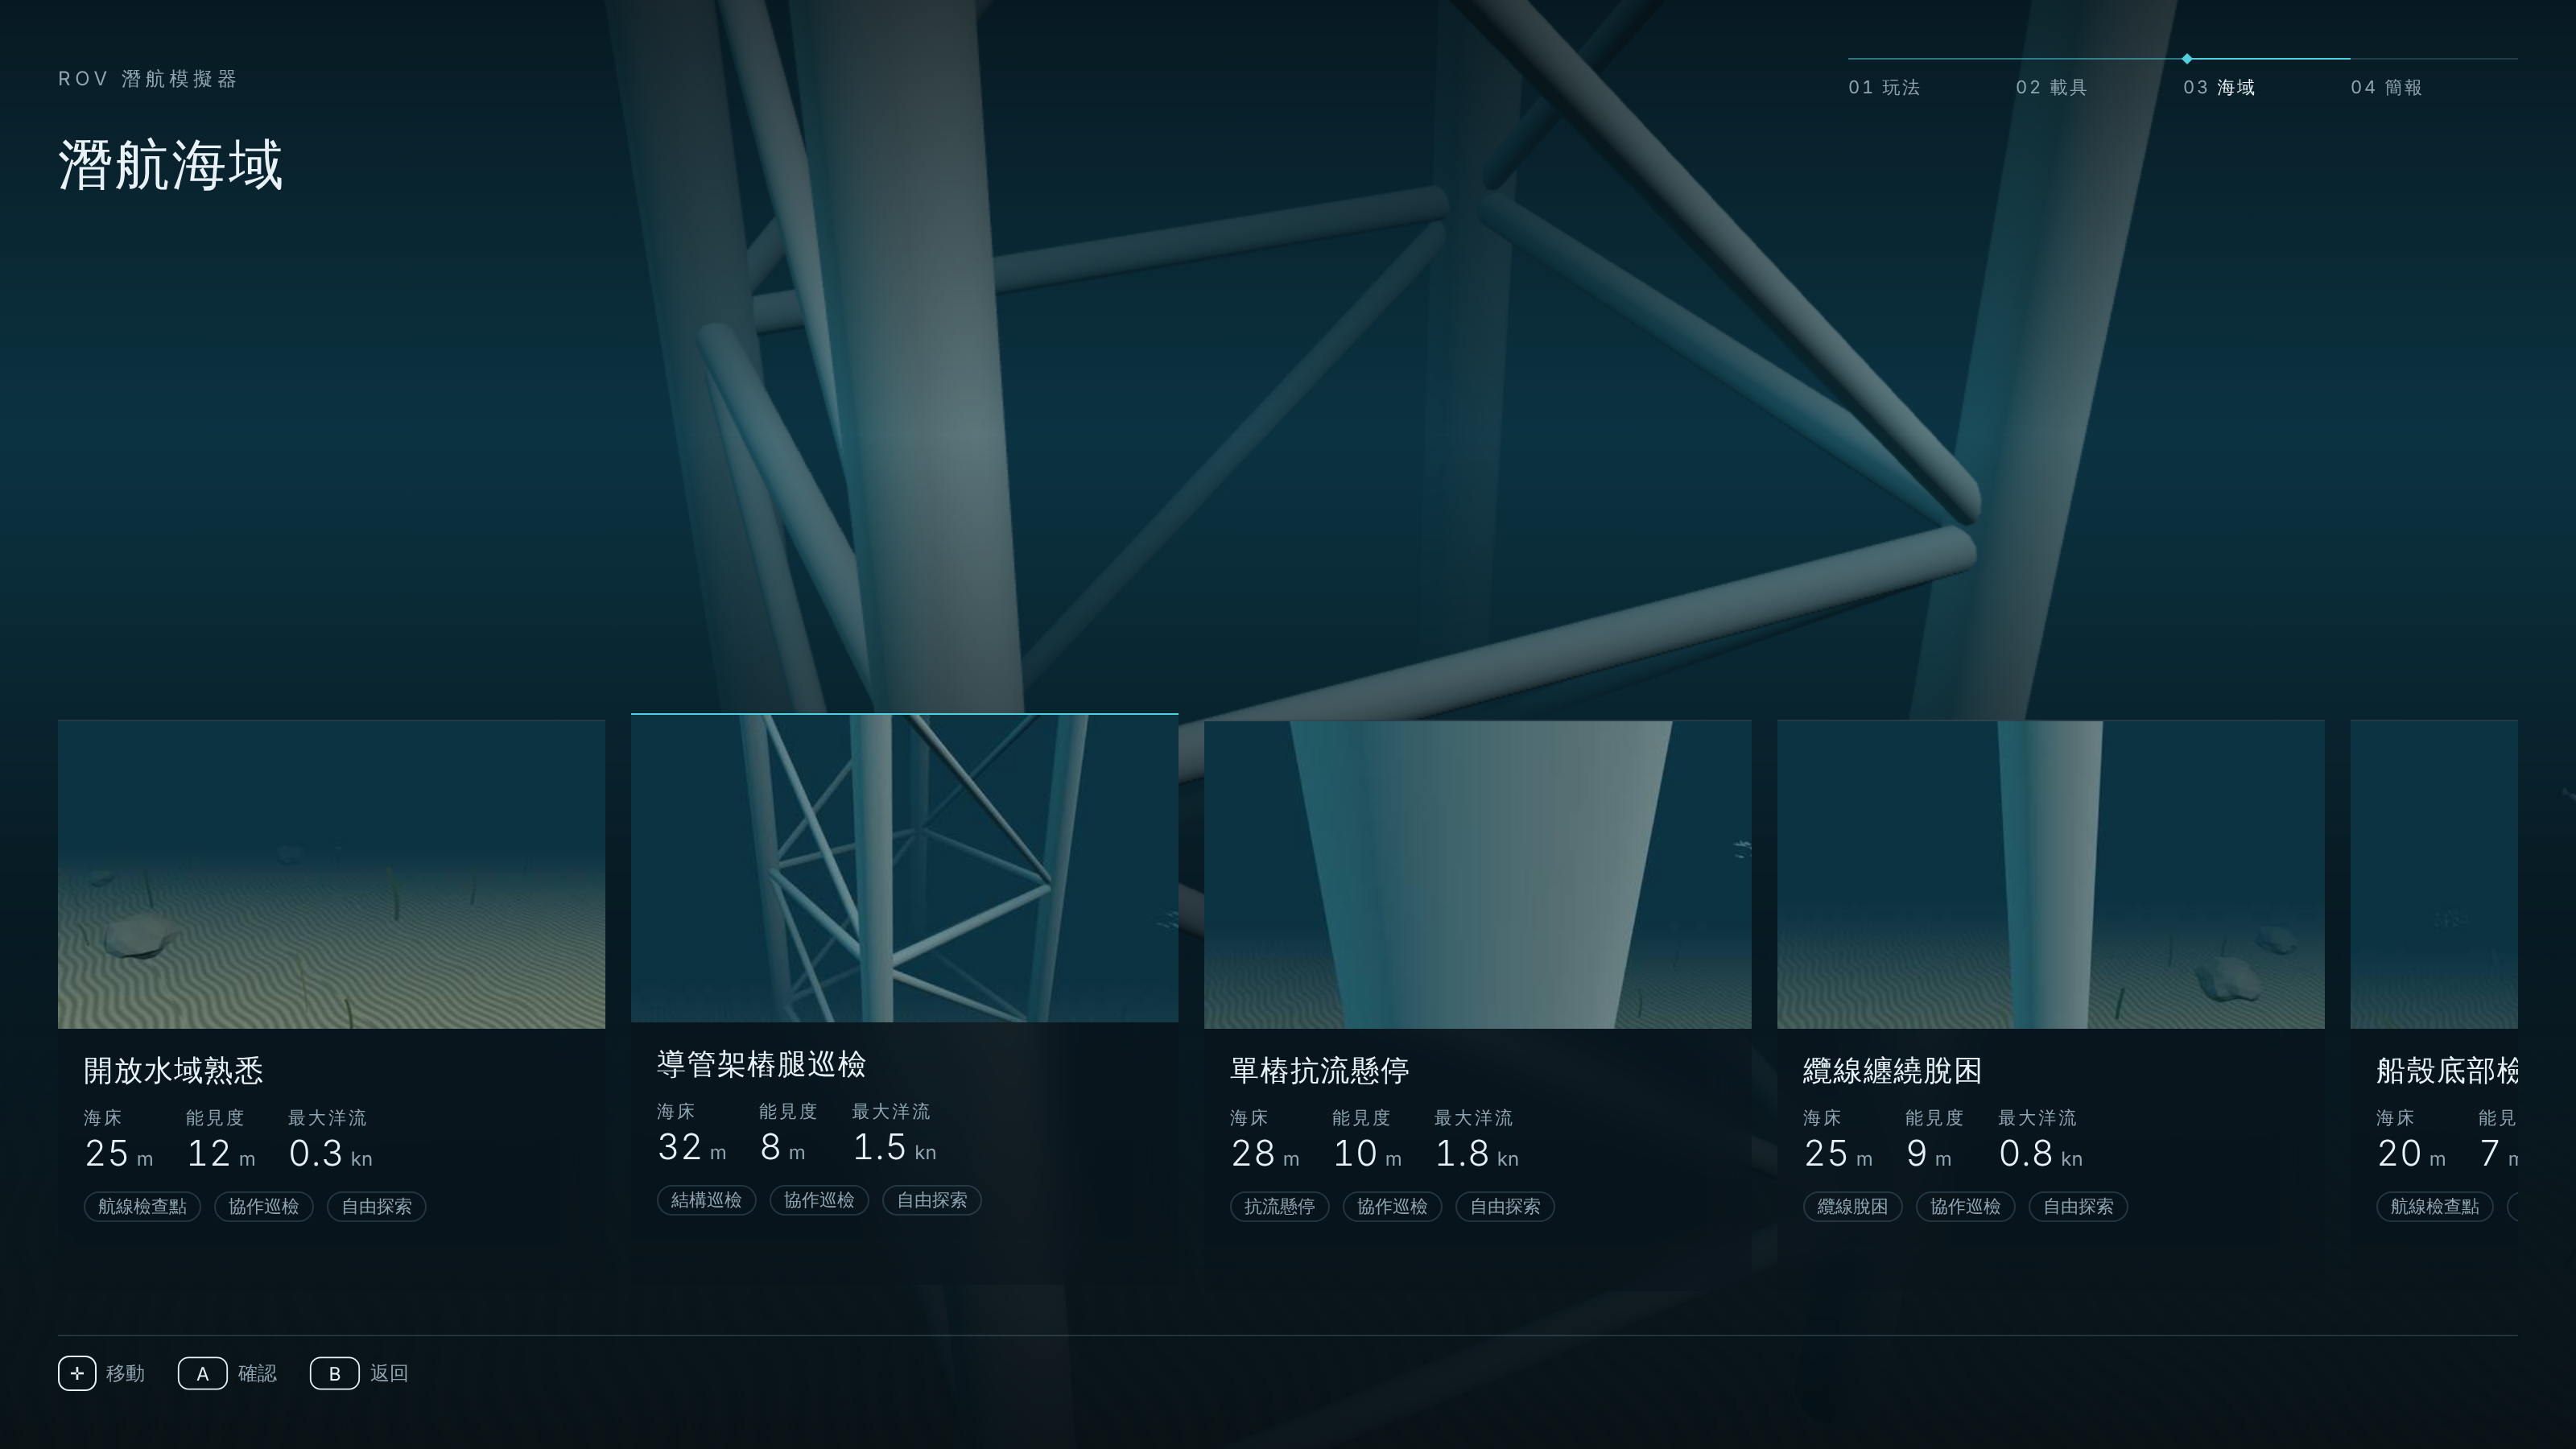 ROV 潛航模擬器
潛航海域
01 玩法
02 載具
03 海域
04 簡報
開放水域熟悉
海床 能見度 最大洋流
25 m 12 m 0.3 kn
航線檢查點 協作巡檢 自由探索
導管架樁腿巡檢
海床 能見度 最大洋流
32 m 8 m 1.5 kn
結構巡檢 協作巡檢 自由探索
單樁抗流懸停
海床 能見度 最大洋流
28 m 10 m 1.8 kn
抗流懸停 協作巡檢 自由探索
纜線纏繞脫困
海床 能見度 最大洋流
25 m 9 m 0.8 kn
纜線脫困 協作巡檢 自由探索
船殼底部檢
海床 能見
20 m 7 m
航線檢查點
移動 A 確認 B 返回